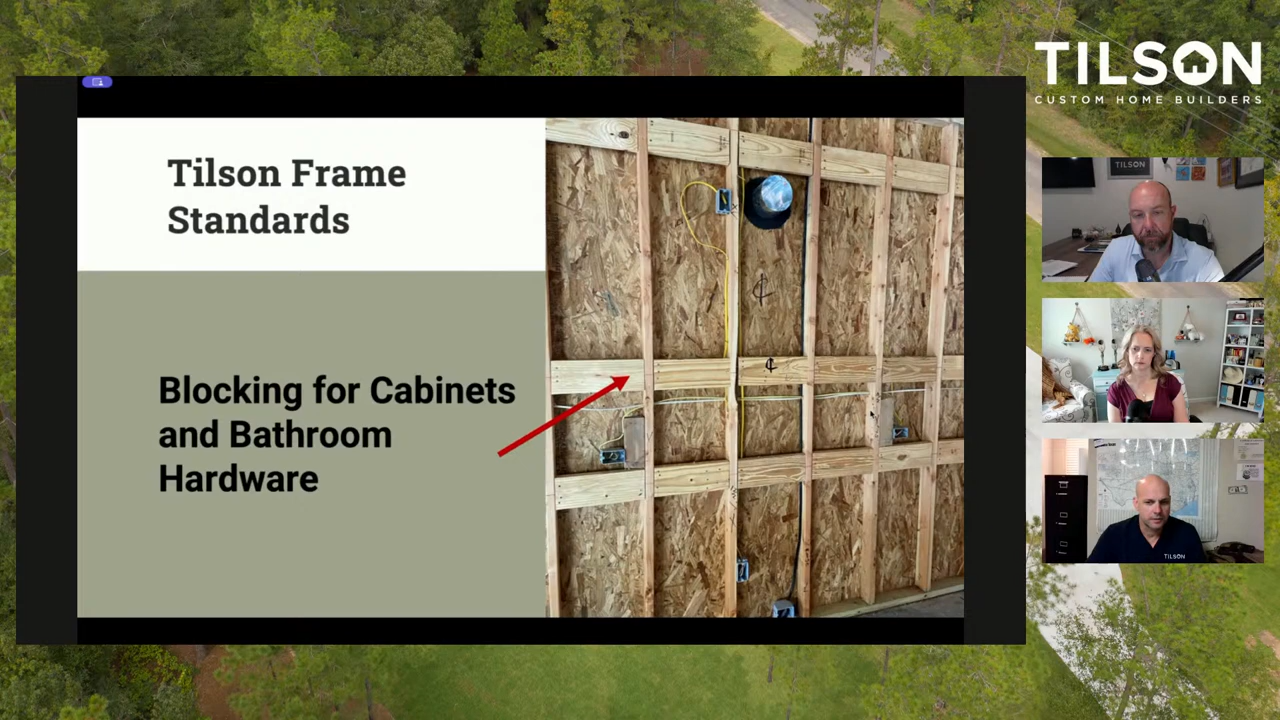 TILSON
CUSTOM HOME BUILDERS
Tilson Frame
Standards
Blocking for Cabinets
and Bathroom
Hardware
TILSON
TILSON